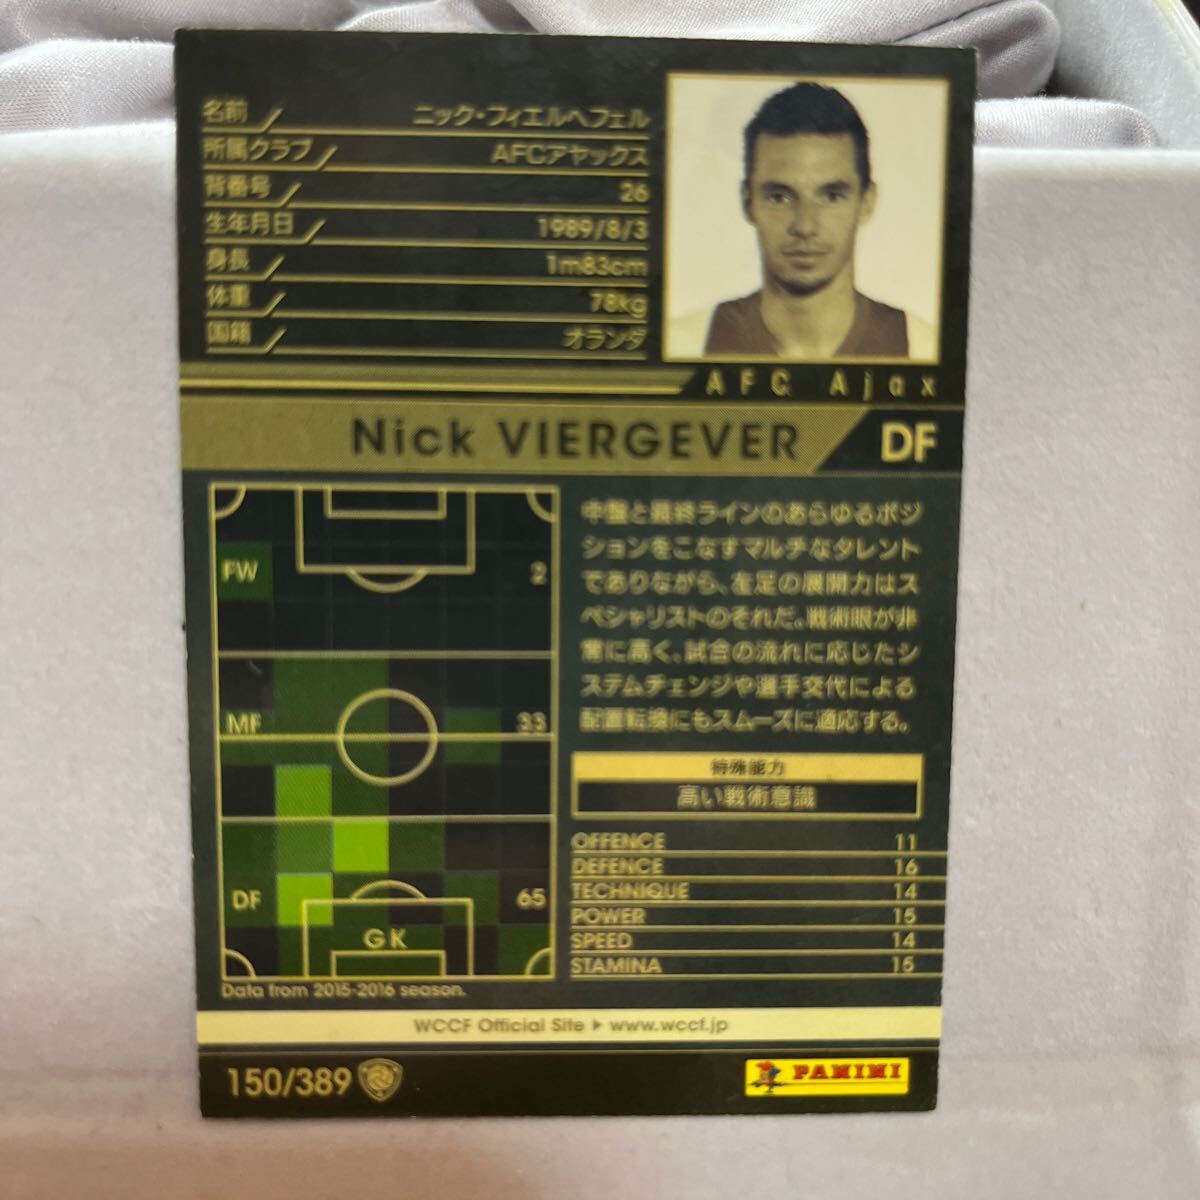 名前 ニック・フィエルヘフェル
所属クラブ AFCアヤックス
背番号 26
生年月日 1989/8/3
身長 1m83cm
体重 78kg
国籍 オランダ
AFC Ajax
Nick VIERGEVER DF
FW 2
MF 33
DF 65
GK
Data from 2015-2016 season.
中盤と最終ラインのあらゆるポジ
ションをこなすマルチなタレント
でありながら、左足の展開力はス
ペシャリストのそれだ。戦術眼が非
常に高く、試合の流れに応じたシ
ステムチェンジや選手交代による
配置転換にもスムーズに適応する。
特殊能力
高い戦術意識
OFFENCE 11
DEFENCE 16
TECHNIQUE 14
POWER 15
SPEED 14
STAMINA 15
WCCF Official Site ▶ www.wccf.jp
150/389
PANINI